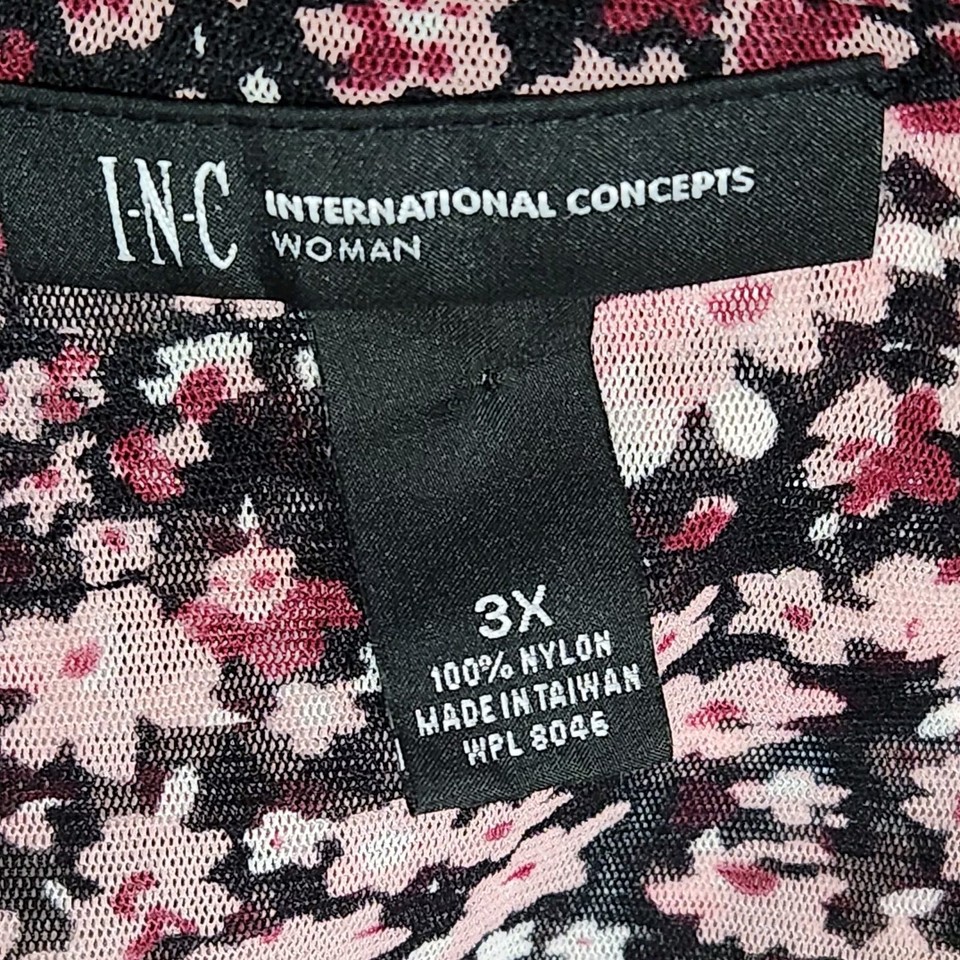 I-N-C INTERNATIONAL CONCEPTS
WOMAN
3X
100% NYLON
MADE IN TAIWAN
WPL 8046